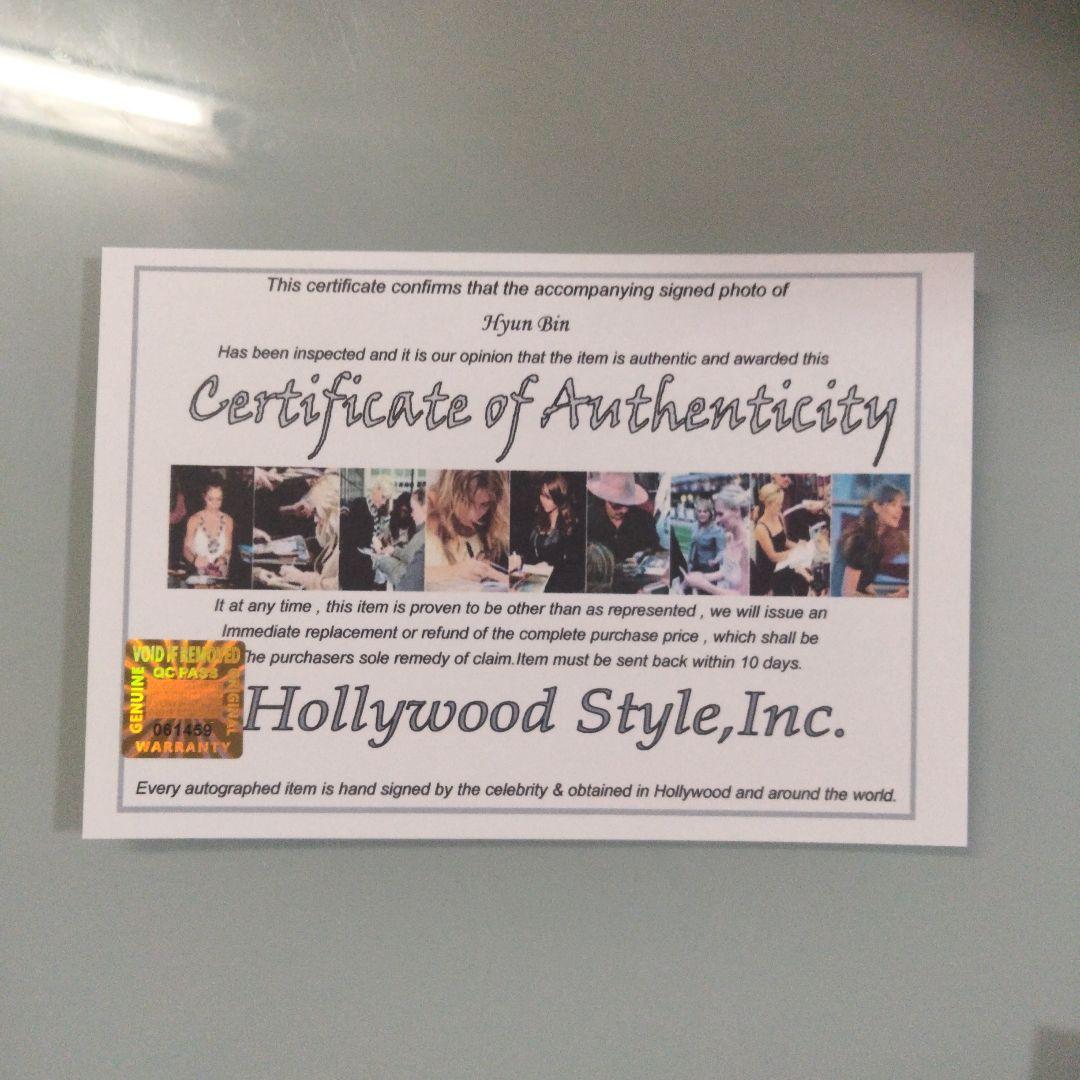 This certificate confirms that the accompanying signed photo of
Hyun Bin
Has been inspected and it is our opinion that the item is authentic and awarded this
Certificate of Authenticity
It at any time , this item is proven to be other than as represented , we will issue an
Immediate replacement or refund of the complete purchase price , which shall be
he purchasers sole remedy of claim.Item must be sent back within 10 days.
VOID IF REMOVED
QC PASS
GENUINE
ORIGINAL
061459
WARRANTY
Hollywood Style,Inc.
Every autographed item is hand signed by the celebrity & obtained in Hollywood and around the world.